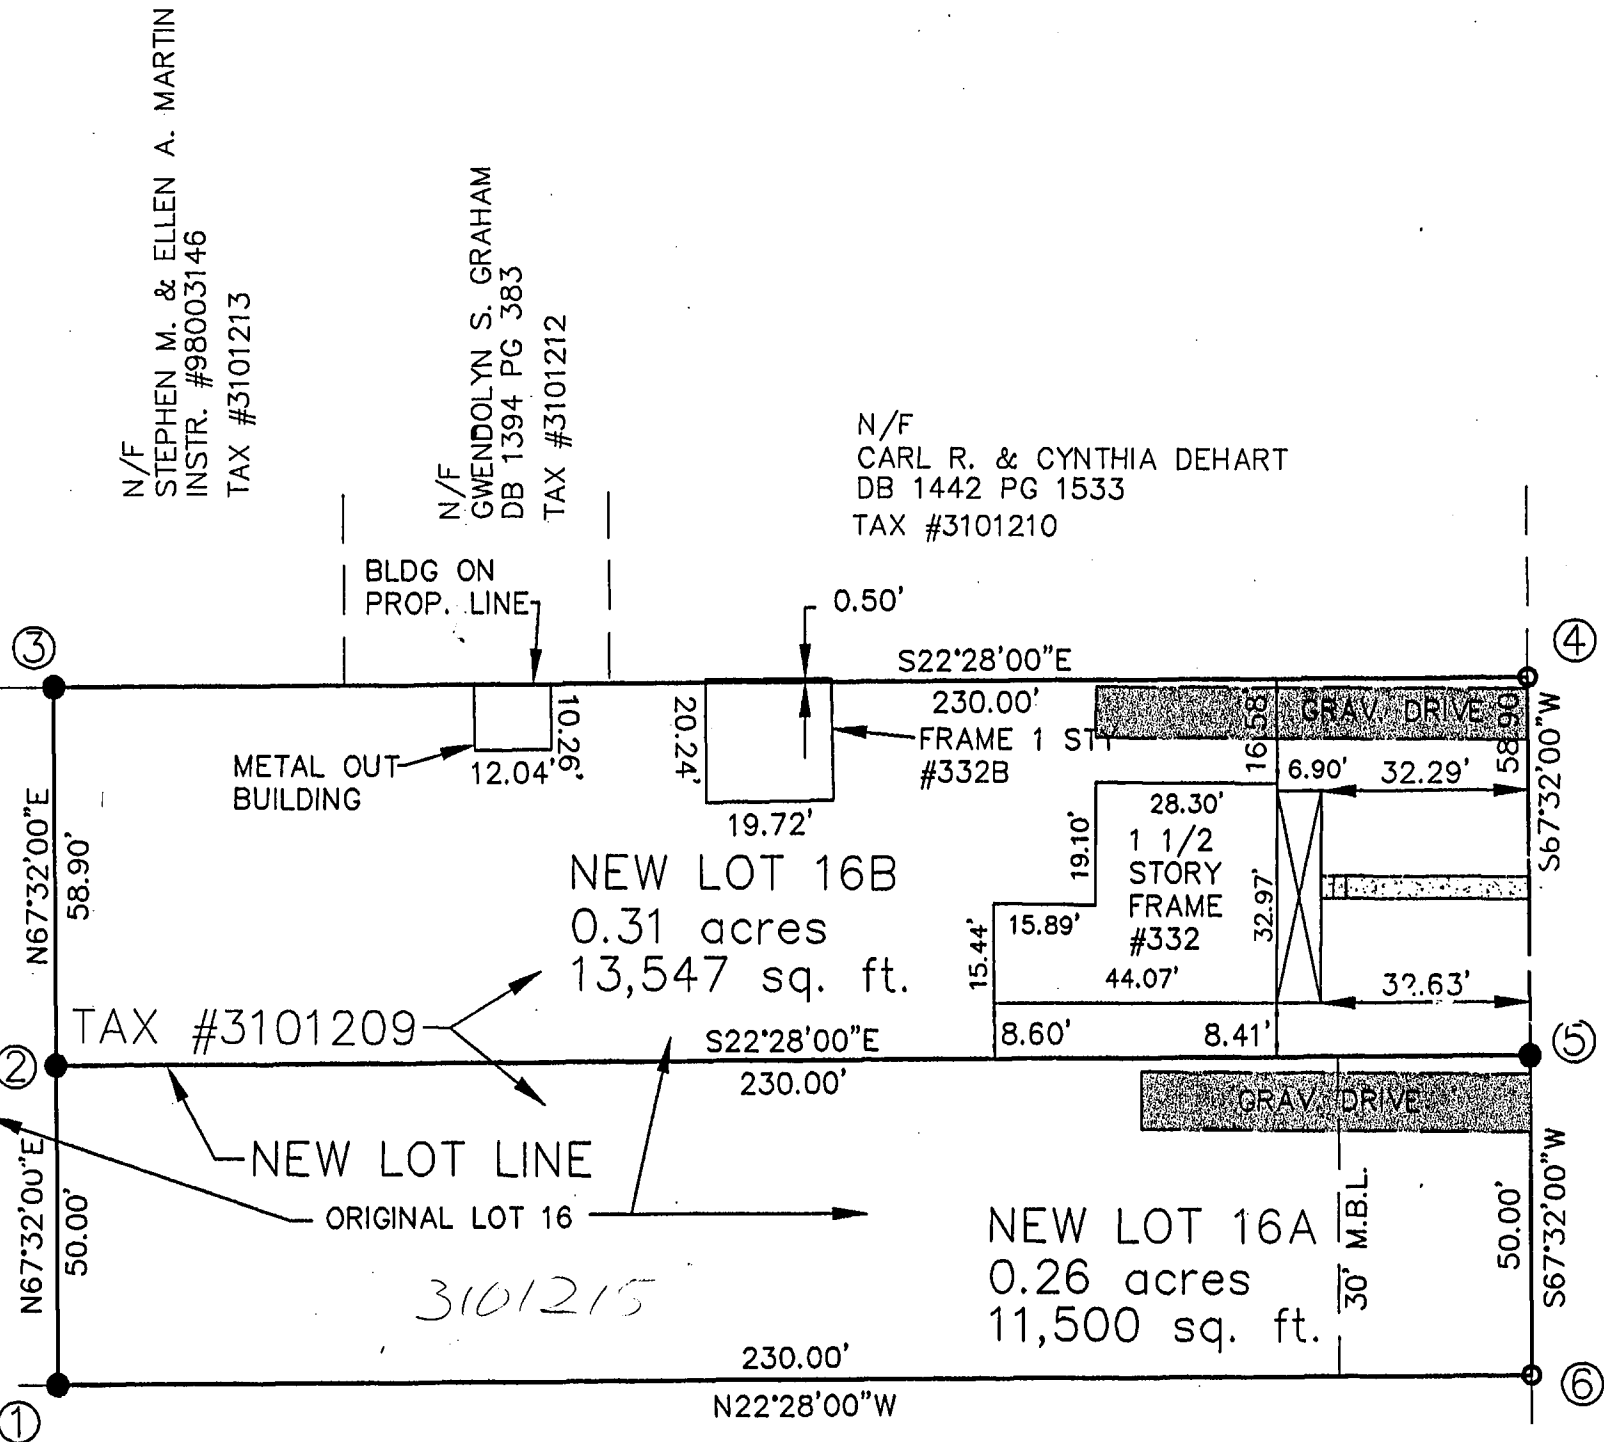 N/F
STEPHEN M. & ELLEN A. MARTIN
INSTR. #98003146
TAX #3101213
N/F
GWENDOLYN S. GRAHAM
DB 1394 PG 383
TAX #3101212
N/F
CARL R. & CYNTHIA DEHART
DB 1442 PG 1533
TAX #3101210
BLDG ON
PROP. LINE
0.50'
3
4
S22°28'00"E
230.00'
10.26'
12.04'
METAL OUT
BUILDING
20.24'
19.72'
FRAME 1 STY
#332B
16.58'
GRAV. DRIVE
58.90'
S67°32'00"W
6.90'
32.29'
28.30'
19.10'
1 1/2
STORY
FRAME
#332
32.97'
15.89'
15.44'
44.07'
32.63'
8.60'
8.41'
N67°32'00"E
58.90'
NEW LOT 16B
0.31 acres
13,547 sq. ft.
TAX #3101209
2
5
S22°28'00"E
230.00'
GRAV. DRIVE
NEW LOT LINE
ORIGINAL LOT 16
N67°32'00"E
50.00'
3101215
NEW LOT 16A
0.26 acres
11,500 sq. ft.
30' M.B.L.
50.00'
S67°32'00"W
230.00'
N22°28'00"W
1
6